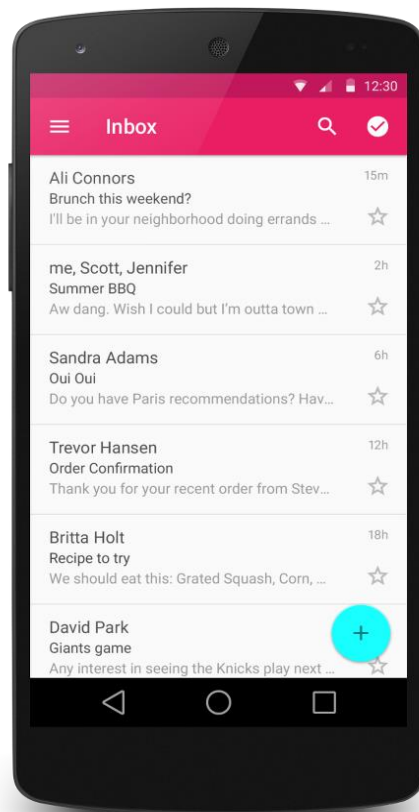 12:30
Inbox
Ali Connors 15m
Brunch this weekend?
I'll be in your neighborhood doing errands ...
me, Scott, Jennifer 2h
Summer BBQ
Aw dang. Wish I could but I'm outta town ...
Sandra Adams 6h
Oui Oui
Do you have Paris recommendations? Hav...
Trevor Hansen 12h
Order Confirmation
Thank you for your recent order from Stev...
Britta Holt 18h
Recipe to try
We should eat this: Grated Squash, Corn, ...
David Park
Giants game
Any interest in seeing the Knicks play next ...